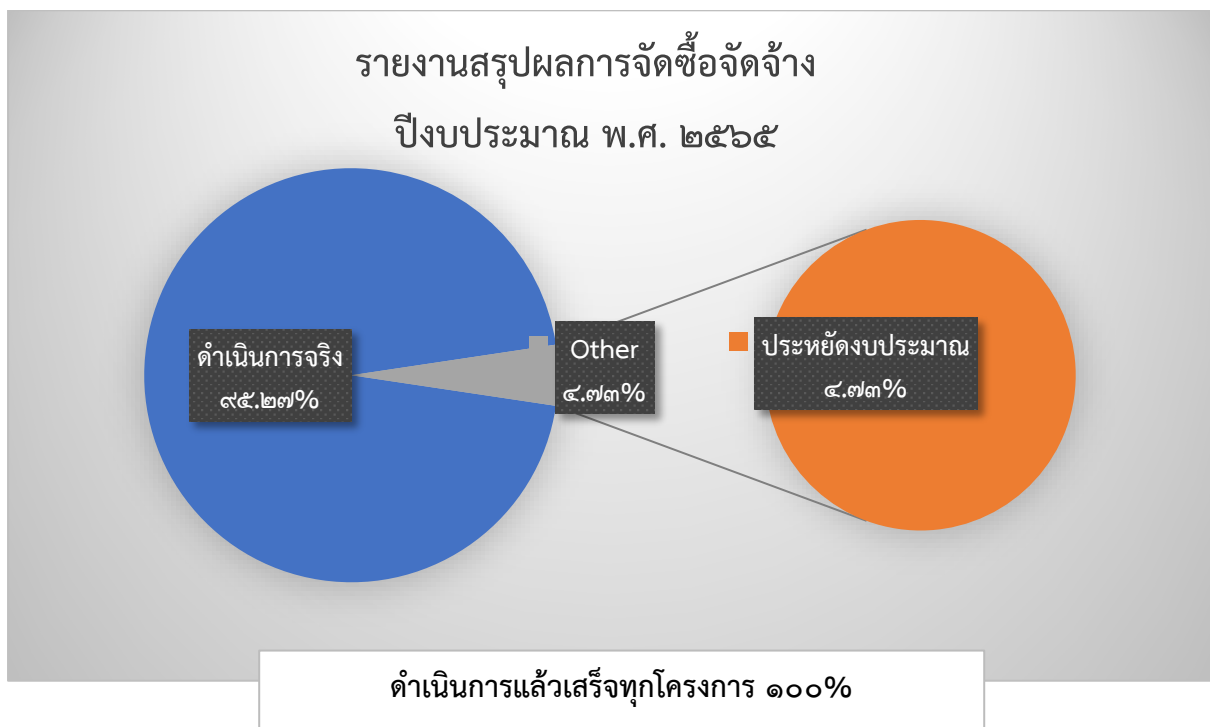 รายงานสรุปผลการจัดซื้อจัดจ้าง
ปีงบประมาณ พ.ศ. ๒๕๖๕
ดำเนินการจริง
๙๕.๒๗%
Other
๔.๗๓%
ประหยัดงบประมาณ
๔.๗๓%
ดำเนินการแล้วเสร็จทุกโครงการ ๑๐๐%